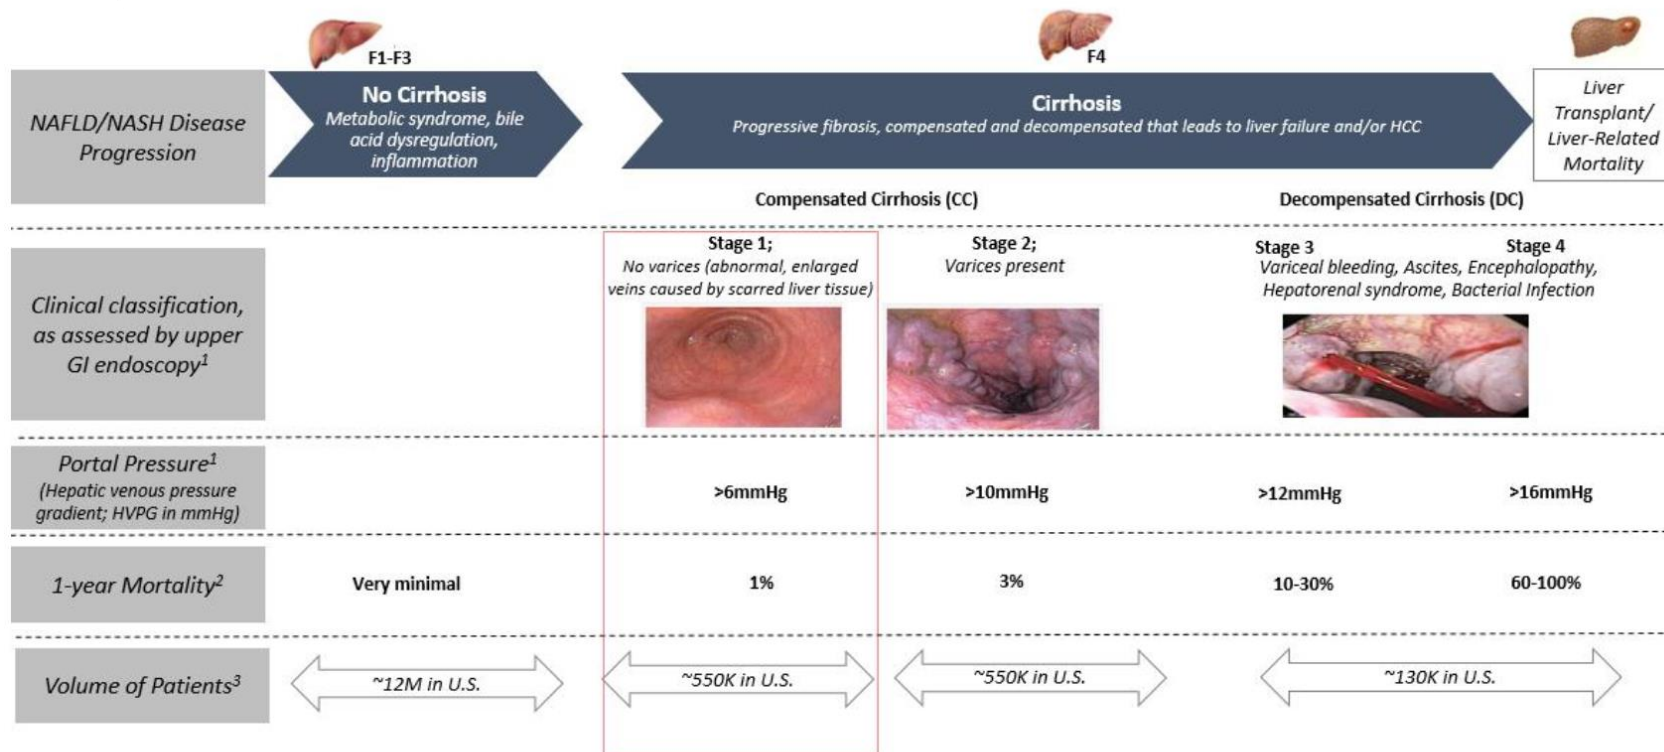 F1-F3
F4
NAFLD/NASH Disease
Progression
No Cirrhosis
Metabolic syndrome, bile
acid dysregulation,
inflammation
Cirrhosis
Progressive fibrosis, compensated and decompensated that leads to liver failure and/or HCC
Liver
Transplant/
Liver-Related
Mortality
Compensated Cirrhosis (CC)
Decompensated Cirrhosis (DC)
Clinical classification,
as assessed by upper
GI endoscopy1
Stage 1;
No varices (abnormal, enlarged
veins caused by scarred liver tissue)
Stage 2;
Varices present
Stage 3
Stage 4
Variceal bleeding, Ascites, Encephalopathy,
Hepatorenal syndrome, Bacterial Infection
Portal Pressure1
(Hepatic venous pressure
gradient; HVPG in mmHg)
>6mmHg
>10mmHg
>12mmHg
>16mmHg
1-year Mortality2
Very minimal
1%
3%
10-30%
60-100%
Volume of Patients3
~12M in U.S.
~550K in U.S.
~550K in U.S.
~130K in U.S.